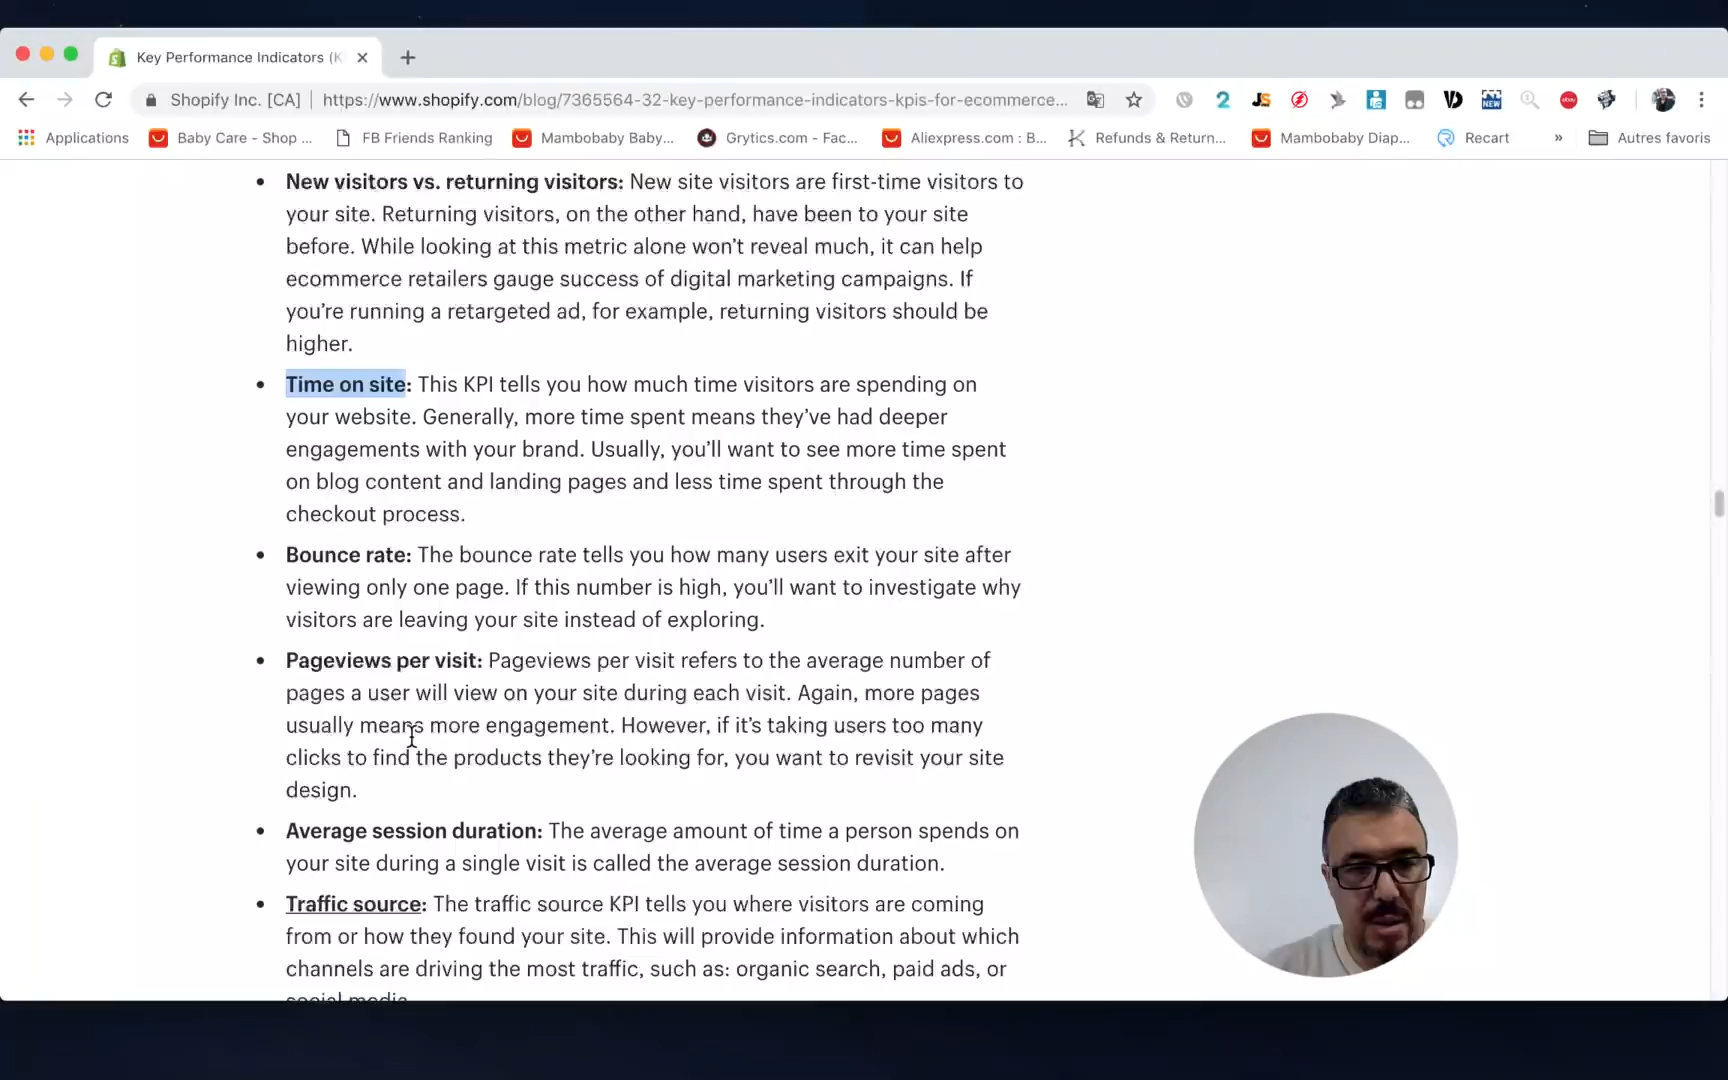 Key Performance Indicators (K
Shopify Inc. [CA] | https://www.shopify.com/blog/7365564-32-key-performance-indicators-kpis-for-ecommerce...
Applications Baby Care - Shop ... FB Friends Ranking Mambobaby Baby... Grytics.com - Fac... Aliexpress.com : B... Refunds & Return... Mambobaby Diap... Recart » Autres favoris
• New visitors vs. returning visitors: New site visitors are first-time visitors to
your site. Returning visitors, on the other hand, have been to your site
before. While looking at this metric alone won’t reveal much, it can help
ecommerce retailers gauge success of digital marketing campaigns. If
you’re running a retargeted ad, for example, returning visitors should be
higher.
• Time on site: This KPI tells you how much time visitors are spending on
your website. Generally, more time spent means they’ve had deeper
engagements with your brand. Usually, you’ll want to see more time spent
on blog content and landing pages and less time spent through the
checkout process.
• Bounce rate: The bounce rate tells you how many users exit your site after
viewing only one page. If this number is high, you’ll want to investigate why
visitors are leaving your site instead of exploring.
• Pageviews per visit: Pageviews per visit refers to the average number of
pages a user will view on your site during each visit. Again, more pages
usually means more engagement. However, if it’s taking users too many
clicks to find the products they’re looking for, you want to revisit your site
design.
• Average session duration: The average amount of time a person spends on
your site during a single visit is called the average session duration.
• Traffic source: The traffic source KPI tells you where visitors are coming
from or how they found your site. This will provide information about which
channels are driving the most traffic, such as: organic search, paid ads, or
social media